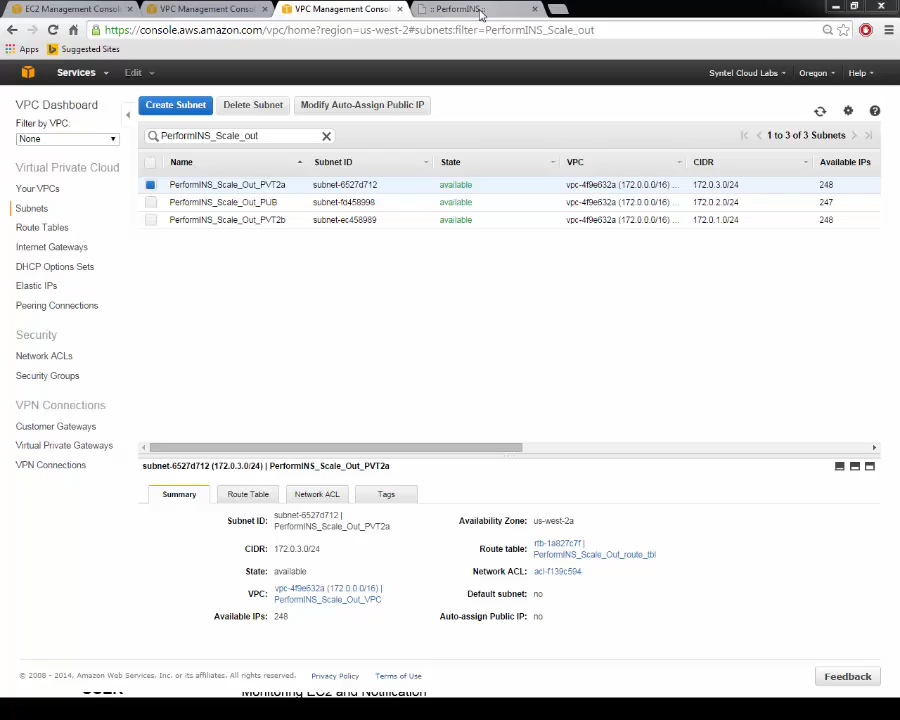 EC2 Management Consol
VPC Management Consol
VPC Management Consol
:: PerformINS ::
https://console.aws.amazon.com/vpc/home?region=us-west-2#subnets:filter=PerformINS_Scale_out
Apps
Suggested Sites
Services
Edit
Syntel Cloud Labs
Oregon
Help
VPC Dashboard
Filter by VPC:
None
Virtual Private Cloud
Your VPCs
Subnets
Route Tables
Internet Gateways
DHCP Options Sets
Elastic IPs
Peering Connections
Security
Network ACLs
Security Groups
VPN Connections
Customer Gateways
Virtual Private Gateways
VPN Connections
Create Subnet
Delete Subnet
Modify Auto-Assign Public IP
PerformINS_Scale_out
1 to 3 of 3 Subnets
Name Subnet ID State VPC CIDR Available IPs
PerformINS_Scale_Out_PVT2a subnet-6527d712 available vpc-4f9e632a (172.0.0.0/16) ... 172.0.3.0/24 248
PerformINS_Scale_Out_PUB subnet-fd458998 available vpc-4f9e632a (172.0.0.0/16) ... 172.0.2.0/24 247
PerformINS_Scale_Out_PVT2b subnet-ec458989 available vpc-4f9e632a (172.0.0.0/16) ... 172.0.1.0/24 248
subnet-6527d712 (172.0.3.0/24) | PerformINS_Scale_Out_PVT2a
Summary
Route Table
Network ACL
Tags
Subnet ID: subnet-6527d712 |
PerformINS_Scale_Out_PVT2a
CIDR: 172.0.3.0/24
State: available
VPC: vpc-4f9e632a (172.0.0.0/16) |
PerformINS_Scale_Out_VPC
Available IPs: 248
Availability Zone: us-west-2a
Route table: rtb-1a827c7f |
PerformINS_Scale_Out_route_tbl
Network ACL: acl-f139c594
Default subnet: no
Auto-assign Public IP: no
© 2008 - 2014, Amazon Web Services, Inc. or its affiliates. All rights reserved.
Privacy Policy
Terms of Use
Feedback
Monitoring EC2 and Notification